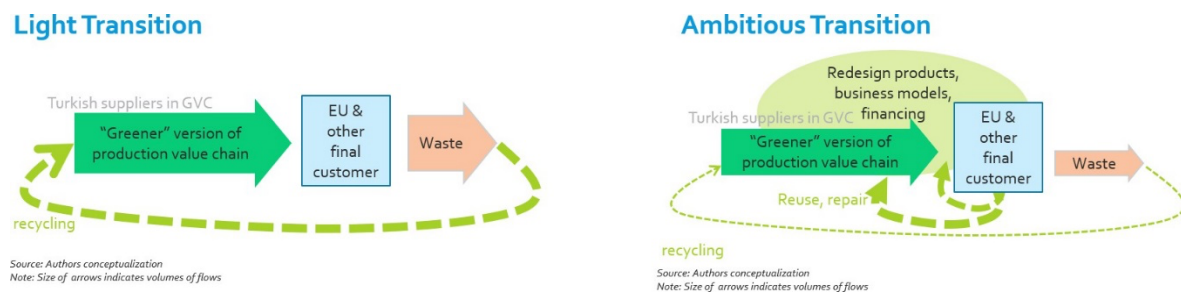 Light Transition
Turkish suppliers in GVC
“Greener” version of
production value chain
EU &
other final
customer
Waste
recycling
Source: Authors conceptualization
Note: Size of arrows indicates volumes of flows
Ambitious Transition
Redesign products,
business models,
financing
Turkish suppliers in GVC
“Greener” version of
production value chain
EU &
other
final
customer
Waste
Reuse, repair
recycling
Source: Authors conceptualization
Note: Size of arrows indicates volumes of flows